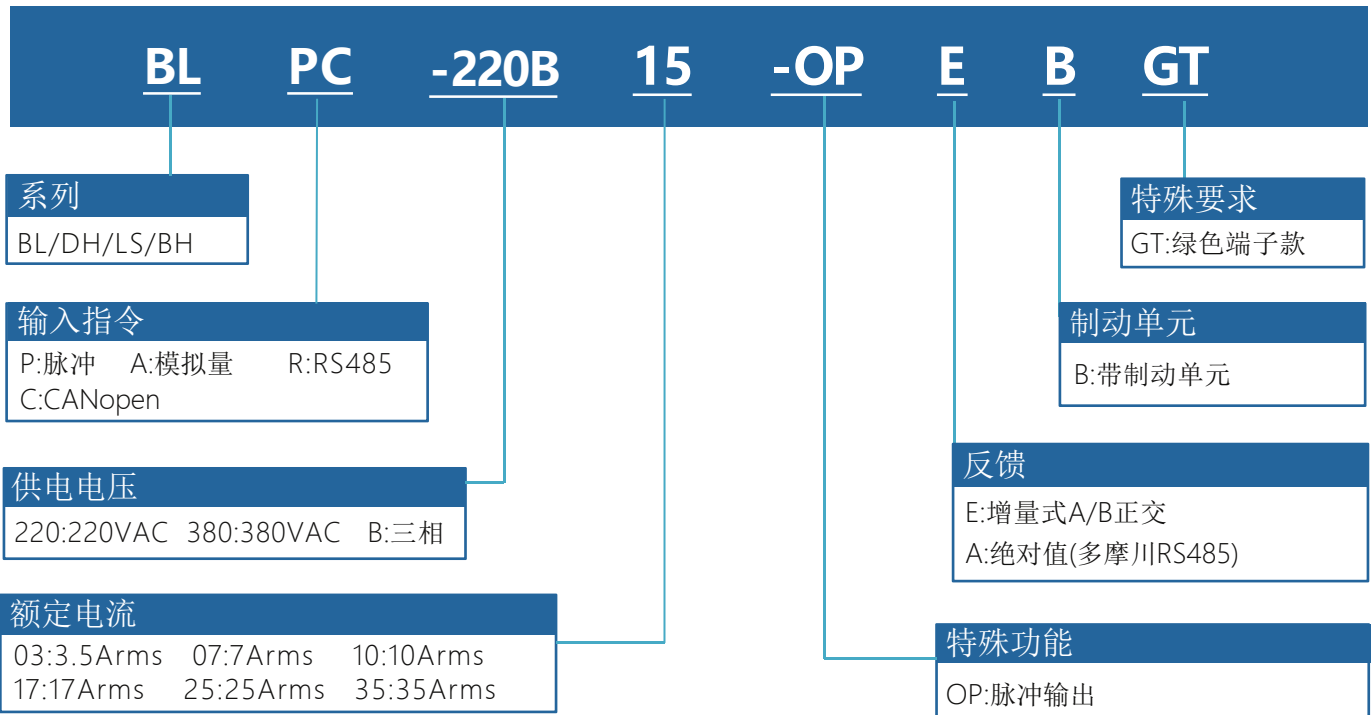 BL PC -220B 15 -OP E B GT
系列
BL/DH/LS/BH
特殊要求
GT:绿色端子款
输入指令
P:脉冲 A:模拟量 R:RS485
C:CANopen
制动单元
B:带制动单元
供电电压
220:220VAC 380:380VAC B:三相
反馈
E:增量式A/B正交
A:绝对值(多摩川RS485)
额定电流
03:3.5Arms 07:7Arms 10:10Arms
17:17Arms 25:25Arms 35:35Arms
特殊功能
OP:脉冲输出